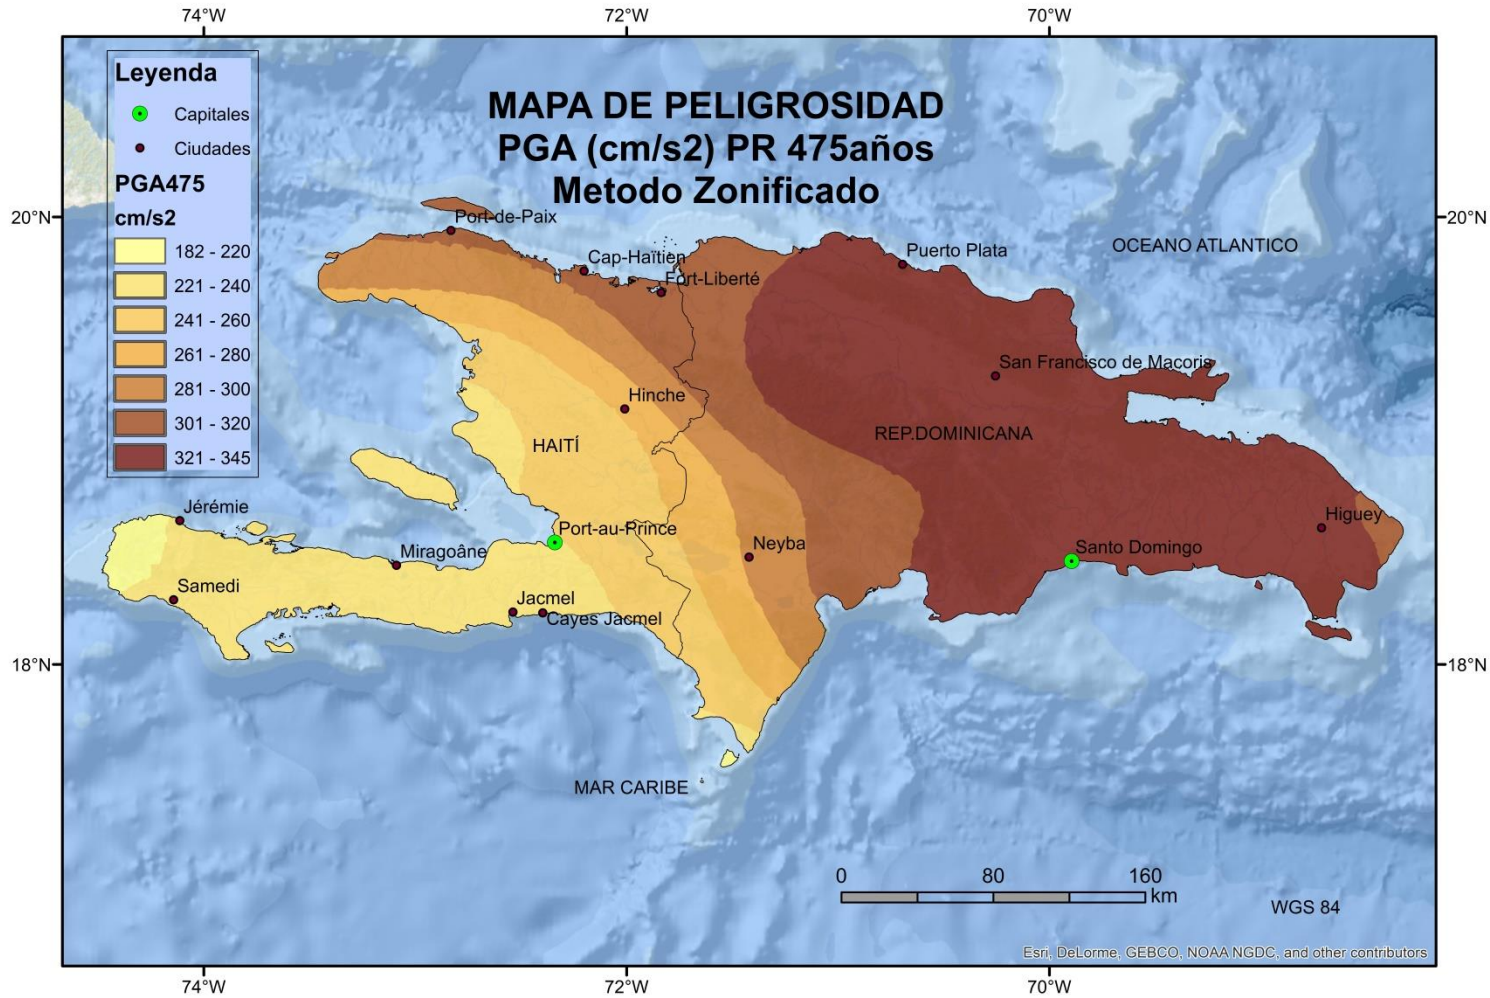 74°W
72°W
70°W
Leyenda
Capitales
Ciudades
PGA475
cm/s2
182 - 220
221 - 240
241 - 260
261 - 280
281 - 300
301 - 320
321 - 345
MAPA DE PELIGROSIDAD
PGA (cm/s2) PR 475años
Metodo Zonificado
20°N
20°N
Port-de-Paix
OCEANO ATLANTICO
Puerto Plata
Cap-Haïtien
Fort-Liberté
San Francisco de Macoris
Hinche
REP.DOMINICANA
HAITÍ
Jérémie
Higuey
Port-au-Prince
Neyba
Santo Domingo
Miragoâne
Samedi
Jacmel
Cayes Jacmel
18°N
18°N
MAR CARIBE
0
80
160
km
WGS 84
Esri, DeLorme, GEBCO, NOAA NGDC, and other contributors
74°W
72°W
70°W